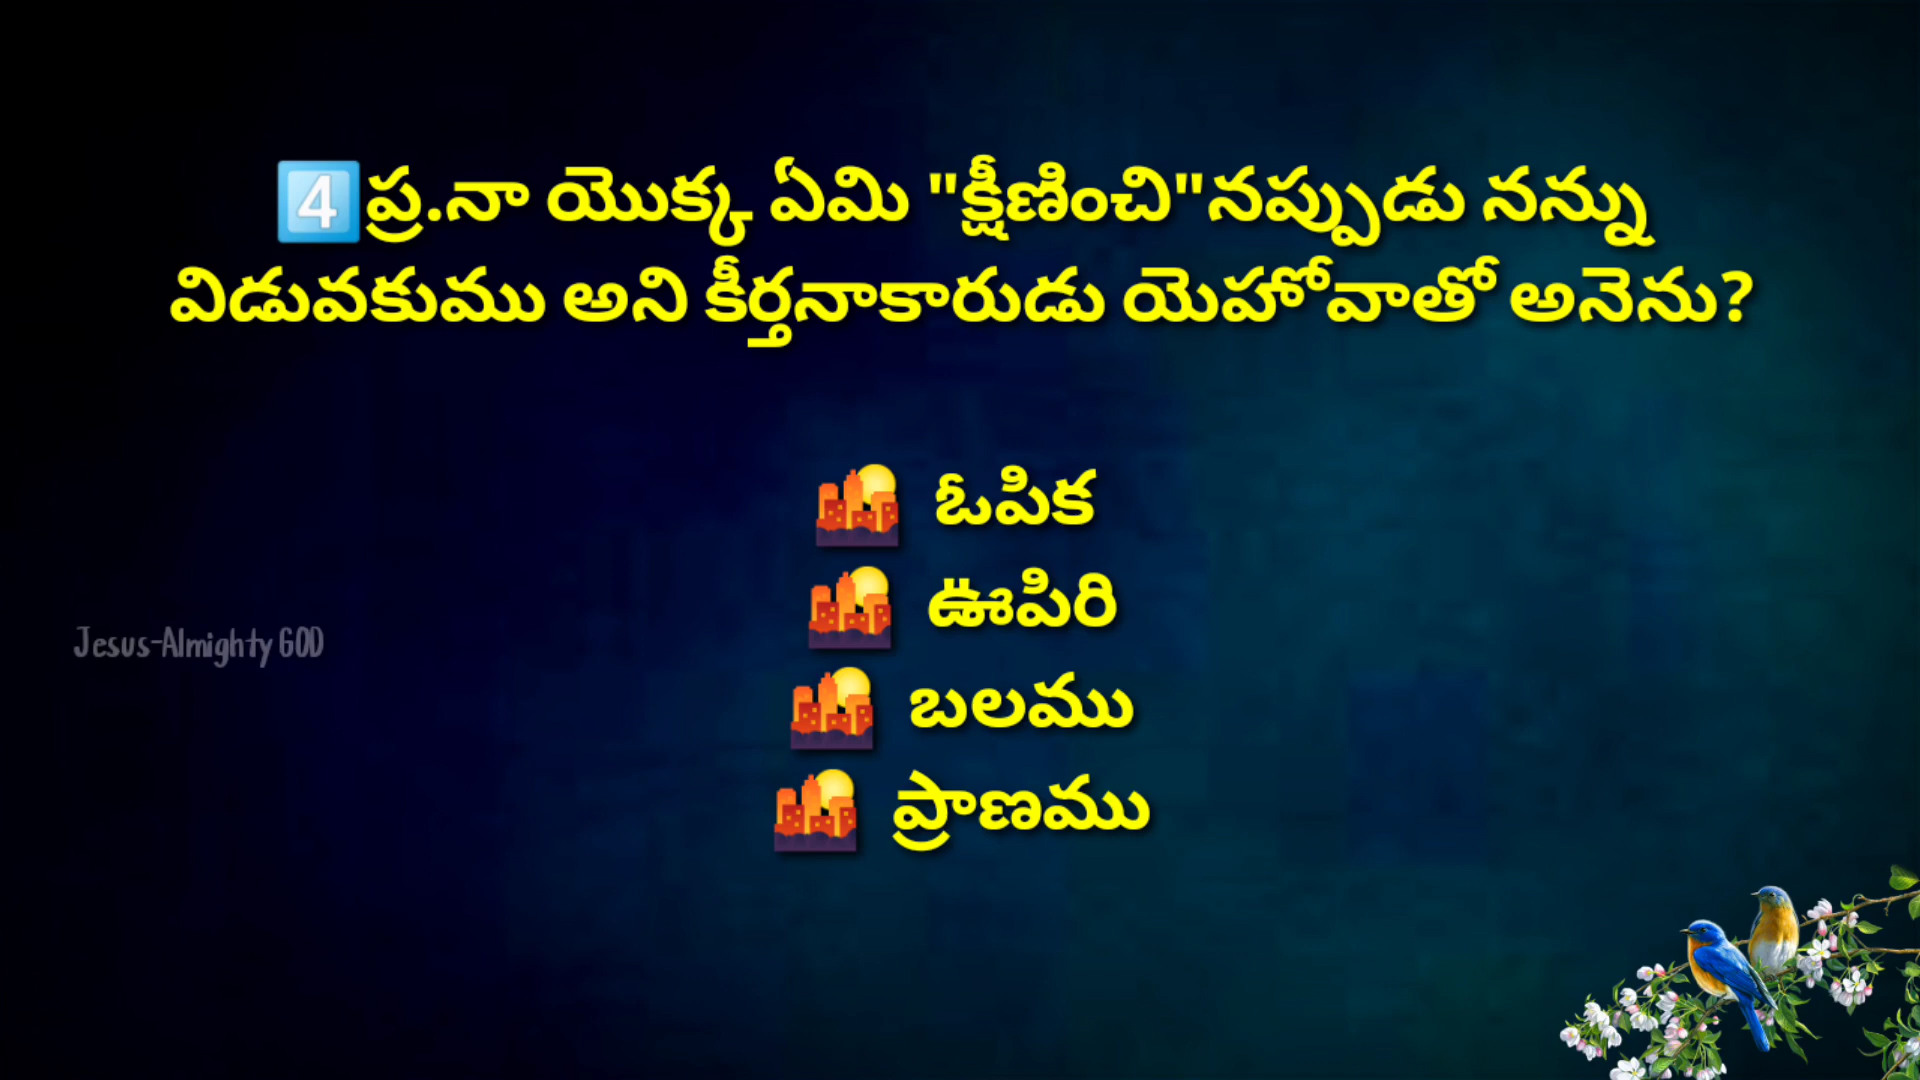 4️⃣ప్ర.నా యొక్క ఏమి "క్షీణించి"నప్పుడు నన్ను
విడువకుము అని కీర్తనాకారుడు యెహోవాతో అనెను?
🌇 ఓపిక
🌇 ఊపిరి
Jesus-Almighty GOD
🌇 బలము
🌇 ప్రాణము